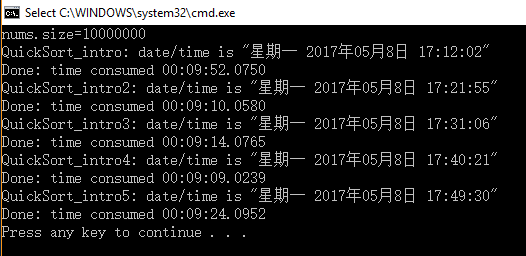 Select C:\WINDOWS\system32\cmd.exe
nums.size=10000000
QuickSort_intro: date/time is "星期一 2017年05月8日 17:12:02"
Done: time consumed 00:09:52.0750
QuickSort_intro2: date/time is "星期一 2017年05月8日 17:21:55"
Done: time consumed 00:09:10.0580
QuickSort_intro3: date/time is "星期一 2017年05月8日 17:31:06"
Done: time consumed 00:09:14.0765
QuickSort_intro4: date/time is "星期一 2017年05月8日 17:40:21"
Done: time consumed 00:09:09.0239
QuickSort_intro5: date/time is "星期一 2017年05月8日 17:49:30"
Done: time consumed 00:09:24.0952
Press any key to continue . . .